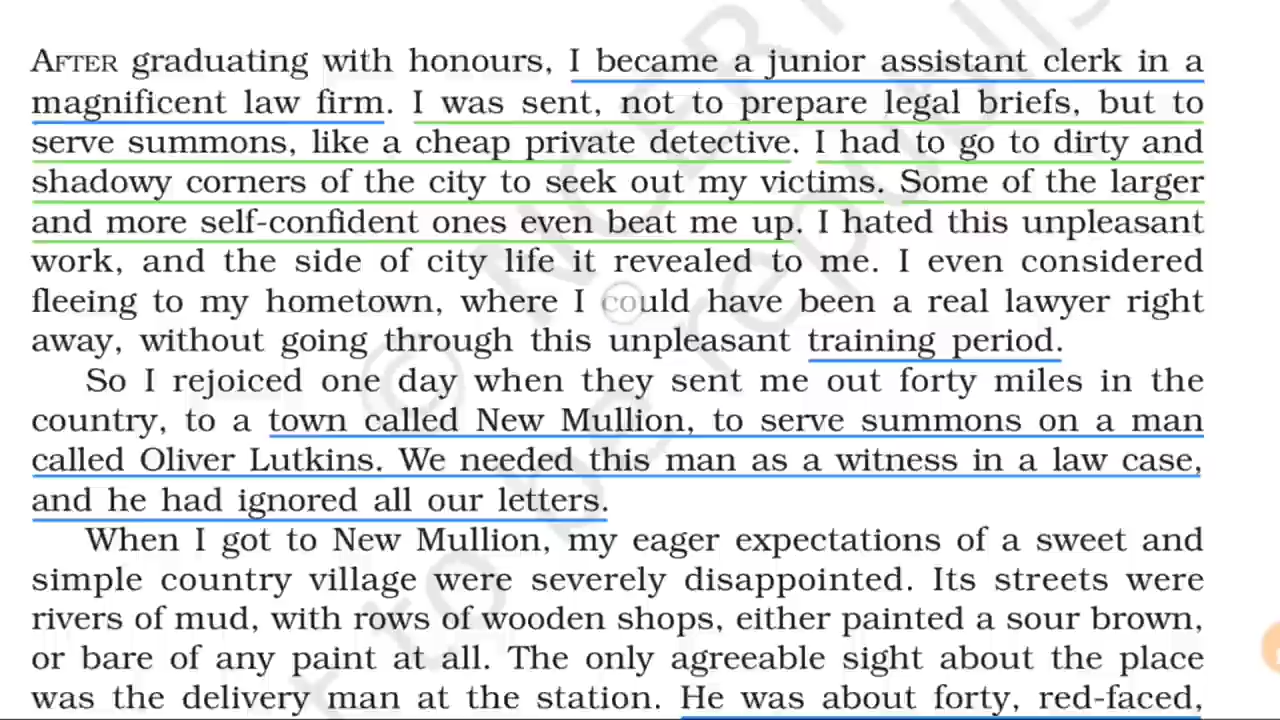 AFTER graduating with honours, I became a junior assistant clerk in a
magnificent law firm. I was sent, not to prepare legal briefs, but to
serve summons, like a cheap private detective. I had to go to dirty and
shadowy corners of the city to seek out my victims. Some of the larger
and more self-confident ones even beat me up. I hated this unpleasant
work, and the side of city life it revealed to me. I even considered
fleeing to my hometown, where I could have been a real lawyer right
away, without going through this unpleasant training period.
So I rejoiced one day when they sent me out forty miles in the
country, to a town called New Mullion, to serve summons on a man
called Oliver Lutkins. We needed this man as a witness in a law case,
and he had ignored all our letters.
When I got to New Mullion, my eager expectations of a sweet and
simple country village were severely disappointed. Its streets were
rivers of mud, with rows of wooden shops, either painted a sour brown,
or bare of any paint at all. The only agreeable sight about the place
was the delivery man at the station. He was about forty, red-faced,